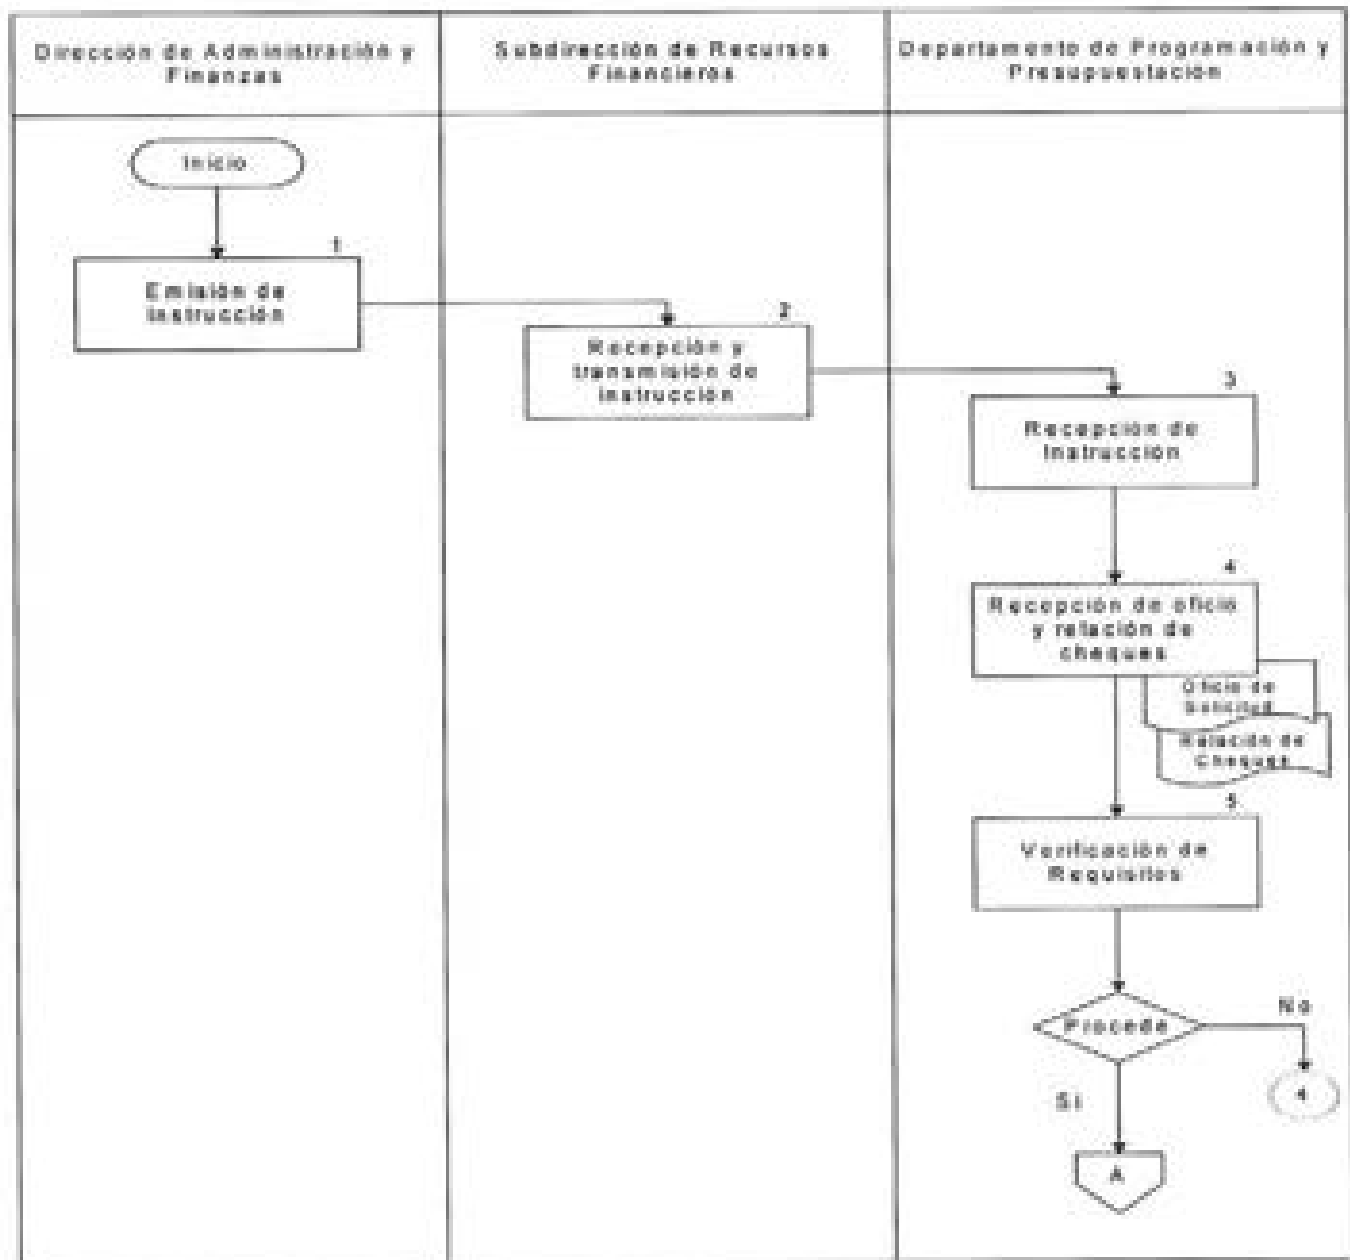 Dirección de Administración y
Finanzas
Subdirección de Recursos
Financieros
Departamento de Programación y
Presupuestación
Inicio
1
Emisión de
instrucción
2
Recepción y
transmisión de
instrucción
3
Recepción de
Instrucción
4
Recepción de oficio
y relación de
cheques
Oficio de
Solicitud
Relación de
Cheques
5
Verificación de
Requisitos
Procede
No
4
Si
A